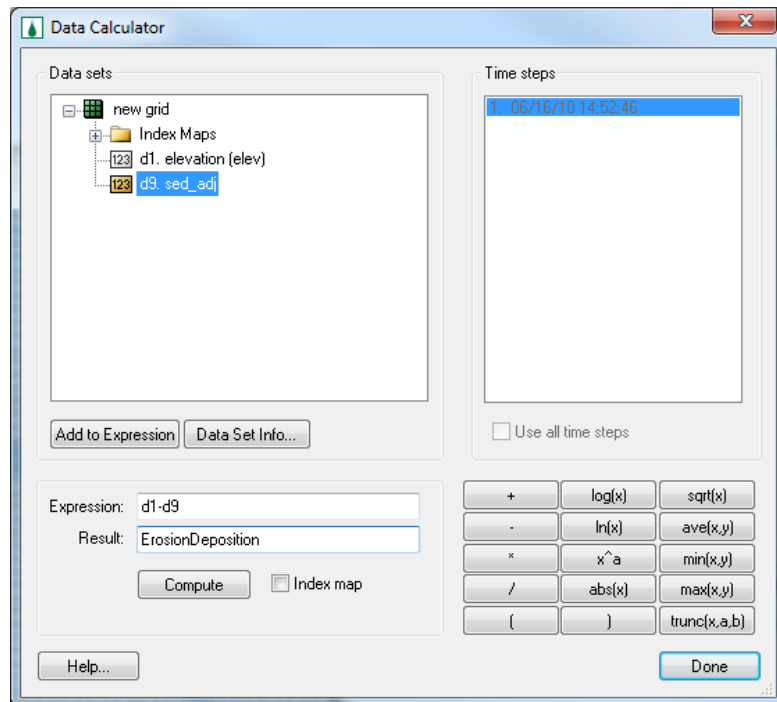 Data Calculator
Data sets
new grid
Index Maps
123 d1. elevation (elev)
123 d9. sed_adj
Add to Expression Data Set Info...
Time steps
1. 06/16/10 14:52:46
Use all time steps
Expression: d1-d9
Result: ErosionDeposition
Compute Index map
+ log(x) sqrt(x)
- ln(x) ave(x,y)
* x^a min(x,y)
/ abs(x) max(x,y)
( ) trunc(x,a,b)
Help... Done